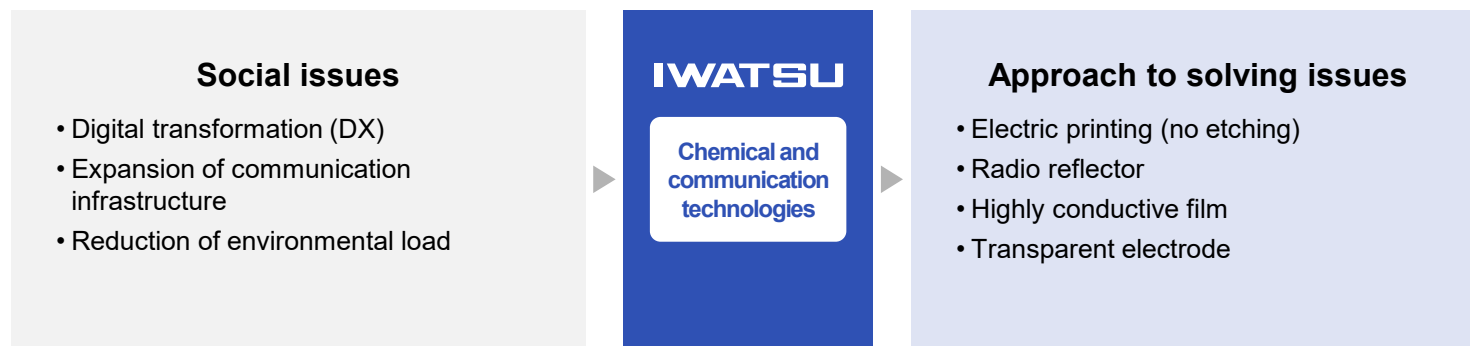 Social issues
• Digital transformation (DX)
• Expansion of communication
infrastructure
• Reduction of environmental load
IWATSU
Chemical and
communication
technologies
Approach to solving issues
• Electric printing (no etching)
• Radio reflector
• Highly conductive film
• Transparent electrode